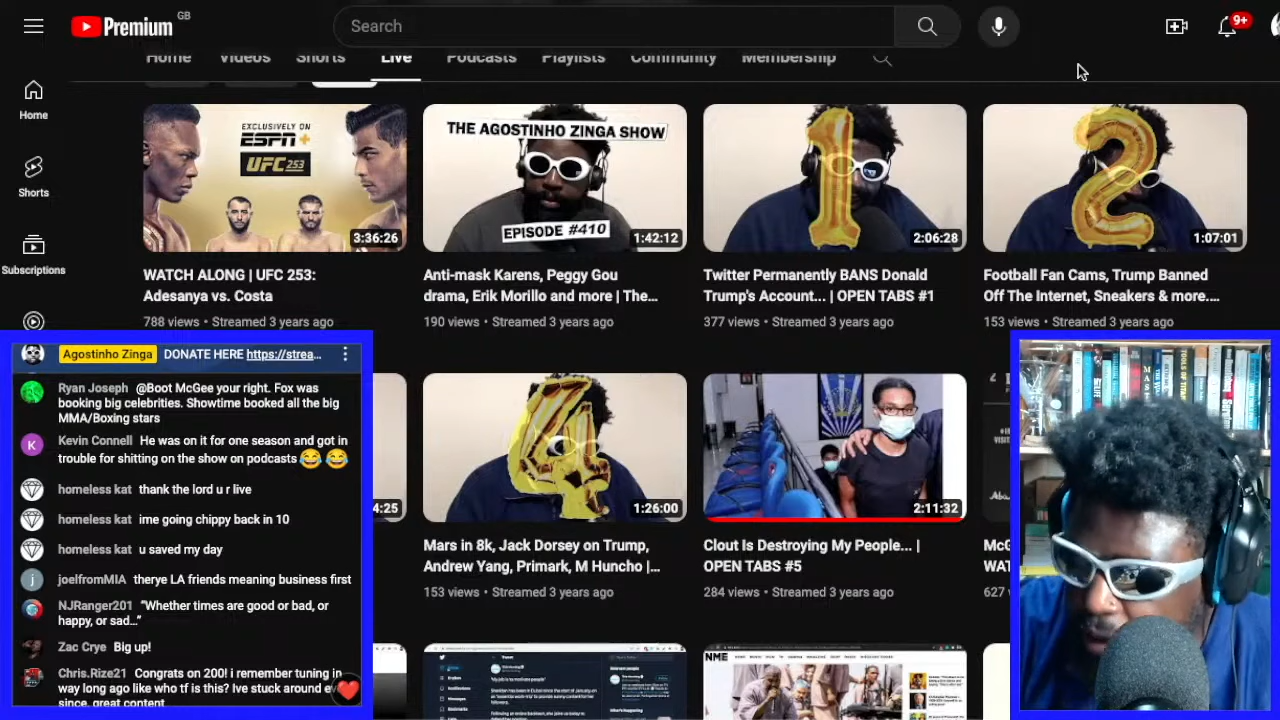 Premium
GB
Search
9+
Home Videos Shorts Live Podcasts Playlists Community Membership
Home
Shorts
Subscriptions
EXCLUSIVELY ON
ESPN+
UFC 253
3:36:26
WATCH ALONG | UFC 253:
Adesanya vs. Costa
788 views • Streamed 3 years ago
THE AGOSTINHO ZINGA SHOW
EPISODE #410
1:42:12
Anti-mask Karens, Peggy Gou
drama, Erik Morillo and more | The...
190 views • Streamed 3 years ago
1
2:06:28
Twitter Permanently BANS Donald
Trump's Account... | OPEN TABS #1
377 views • Streamed 3 years ago
2
1:07:01
Football Fan Cams, Trump Banned
Off The Internet, Sneakers & more....
153 views • Streamed 3 years ago
4:25
4
1:26:00
Mars in 8k, Jack Dorsey on Trump,
Andrew Yang, Primark, M Huncho |...
153 views • Streamed 3 years ago
2:11:32
Clout Is Destroying My People... |
OPEN TABS #5
284 views • Streamed 3 years ago
McG
WAT
627
NME
Agostinho Zinga DONATE HERE https://strea...
Ryan Joseph @Boot McGee your right. Fox was
booking big celebrities. Showtime booked all the big
MMA/Boxing stars
K
Kevin Connell He was on it for one season and got in
trouble for shitting on the show on podcasts 😂 😂
homeless kat thank the lord u r live
homeless kat ime going chippy back in 10
homeless kat u saved my day
j
joelfromMIA therye LA friends meaning business first
NJRanger201 "Whether times are good or bad, or
happy, or sad..."
Zac Crye Big up!
Chris.Rize21 Congrats on 200! i remember tuning in
way long ago like who tf is this? and stuck around e
since, great content
TOOLS OF TITAN